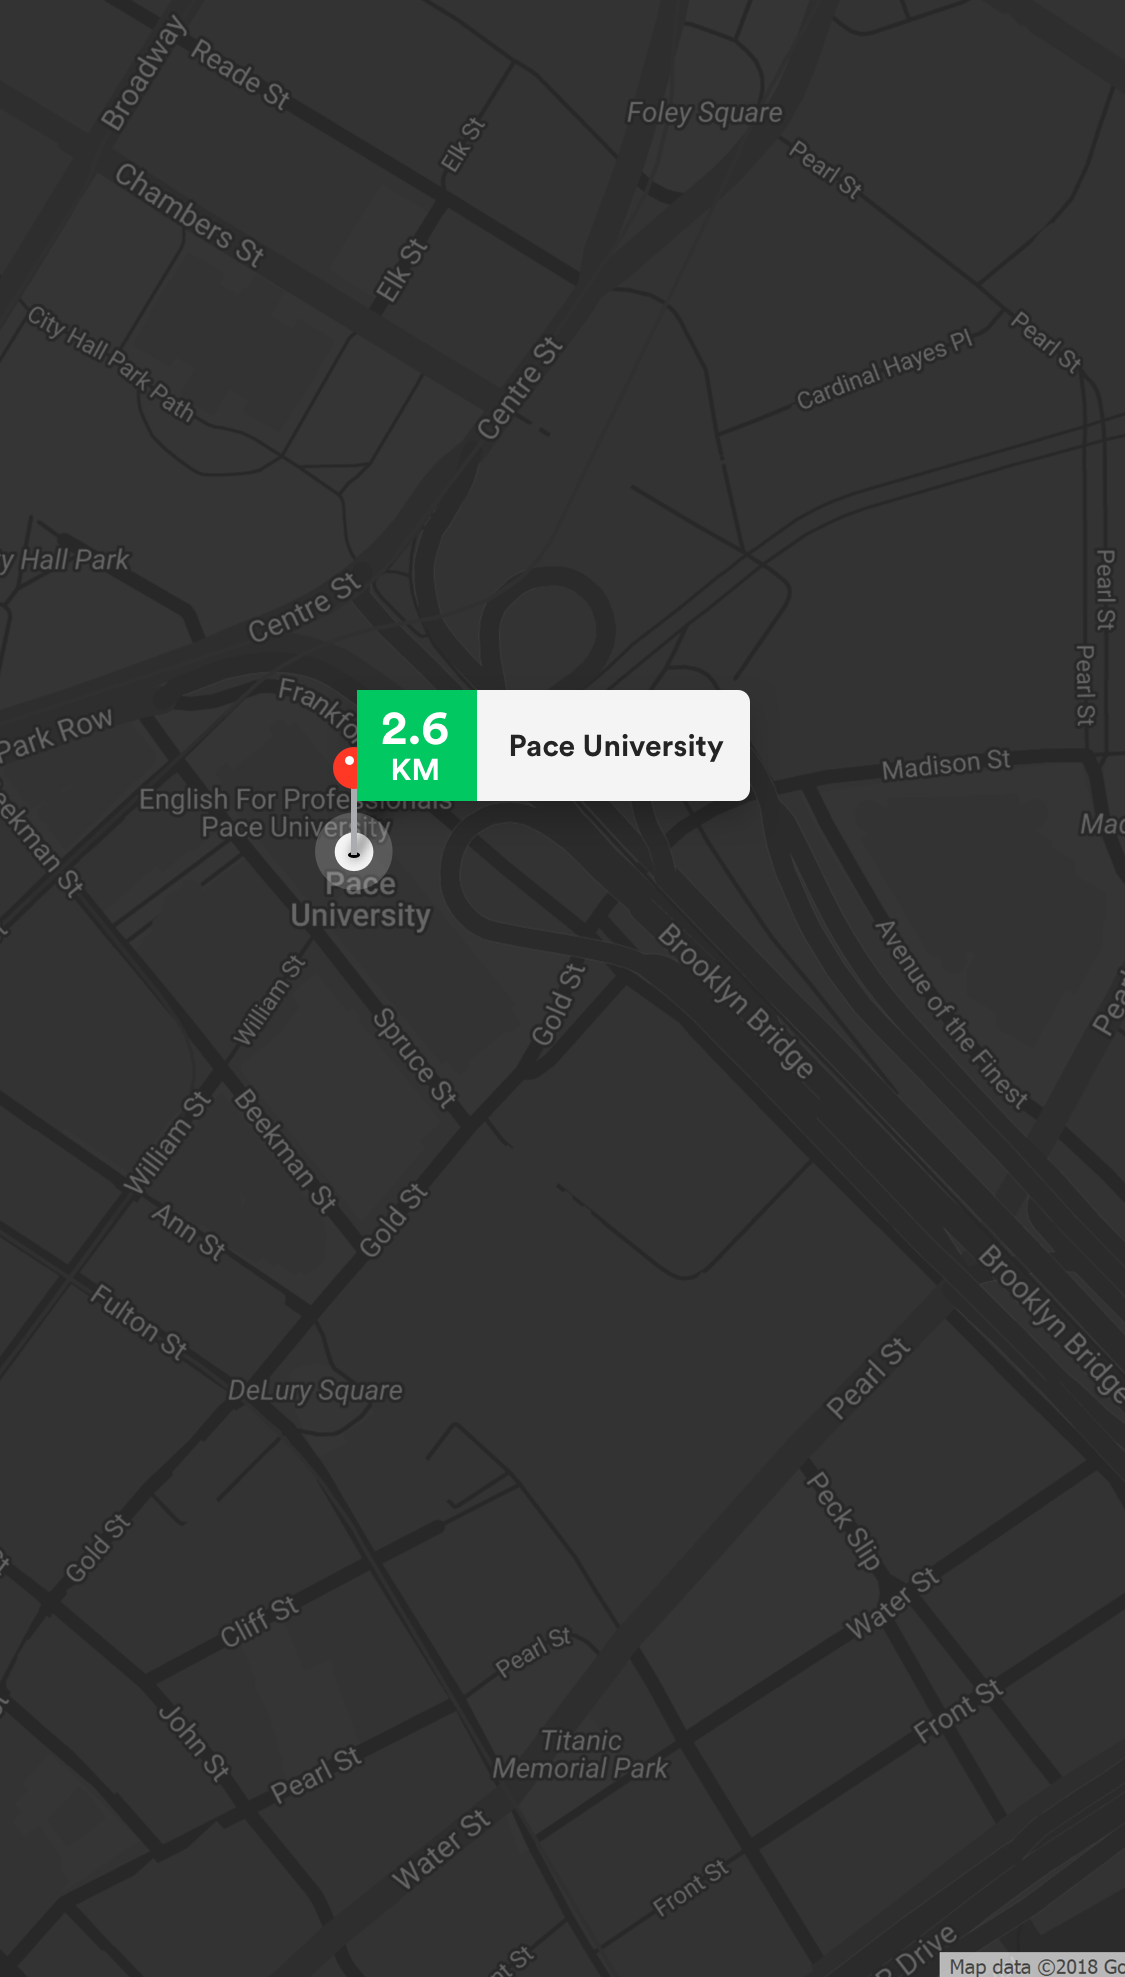 Broadway
Reade St
Elk St
Foley Square
Pearl St
Chambers St
Elk St
City Hall Park Path
Centre St
Cardinal Hayes Pl
Pearl St
y Hall Park
Centre St
Pearl St
Pearl St
Frankfo
Park Row
2.6
KM
Pace University
Madison St
English For Professionals
Pace University
Mad
eekman St
Pace
University
Avenue of the Finest
Brooklyn Bridge
William St
Gold St
Pea
Spruce St
William St
Beekman St
Gold St
Ann St
Fulton St
Brooklyn Bridge
DeLury Square
Pearl St
Peck Slip
Gold St
Water St
Cliff St
Pearl St
Front St
John St
Titanic
Memorial Park
Pearl St
Water St
Front St
nt St
R Drive
Map data ©2018 Go